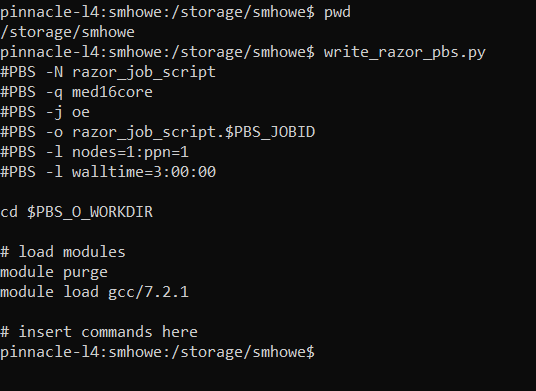 pinnacle-l4:smhowe:/storage/smhowe$ pwd
/storage/smhowe
pinnacle-l4:smhowe:/storage/smhowe$ write_razor_pbs.py
#PBS -N razor_job_script
#PBS -q med16core
#PBS -j oe
#PBS -o razor_job_script.$PBS_JOBID
#PBS -l nodes=1:ppn=1
#PBS -l walltime=3:00:00

cd $PBS_O_WORKDIR

# load modules
module purge
module load gcc/7.2.1

# insert commands here
pinnacle-l4:smhowe:/storage/smhowe$